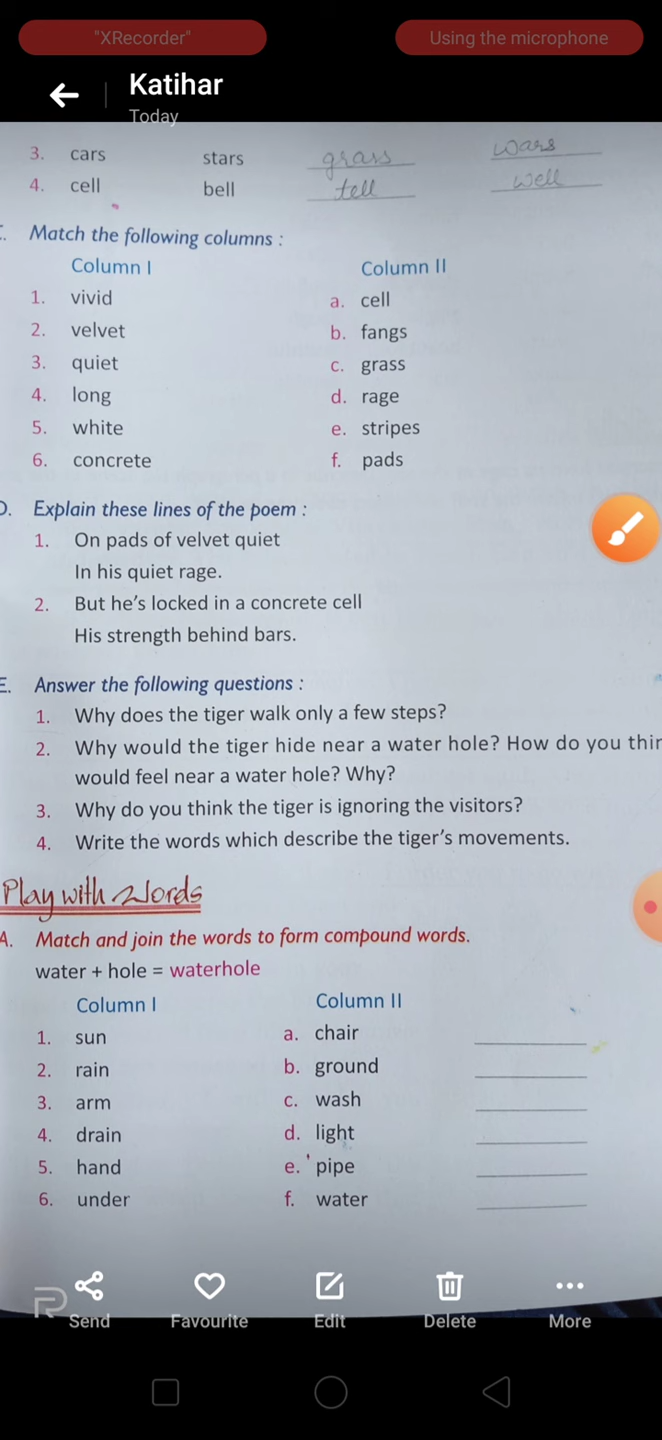 "XRecorder"
Using the microphone
Katihar
Today
3. cars stars grass wars
4. cell bell tell well
C. Match the following columns :
Column I Column II
1. vivid a. cell
2. velvet b. fangs
3. quiet c. grass
4. long d. rage
5. white e. stripes
6. concrete f. pads
D. Explain these lines of the poem :
1. On pads of velvet quiet
In his quiet rage.
2. But he's locked in a concrete cell
His strength behind bars.
E. Answer the following questions :
1. Why does the tiger walk only a few steps?
2. Why would the tiger hide near a water hole? How do you thin
would feel near a water hole? Why?
3. Why do you think the tiger is ignoring the visitors?
4. Write the words which describe the tiger's movements.
Play with Words
A. Match and join the words to form compound words.
water + hole = waterhole
Column I Column II
1. sun a. chair
2. rain b. ground
3. arm c. wash
4. drain d. light
5. hand e. pipe
6. under f. water
Send Favourite Edit Delete More